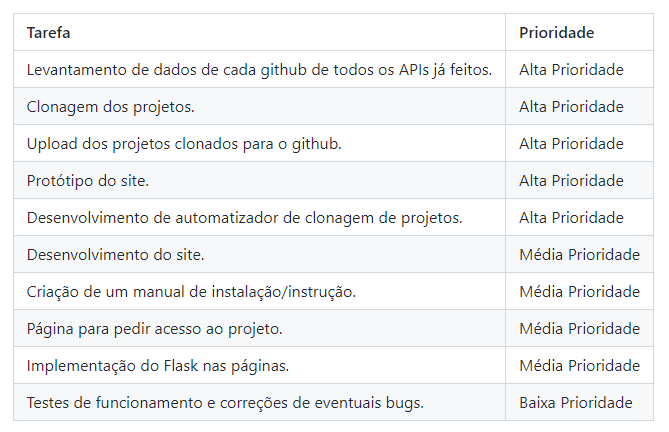 Tarefa Prioridade
Levantamento de dados de cada github de todos os APIs já feitos. Alta Prioridade
Clonagem dos projetos. Alta Prioridade
Upload dos projetos clonados para o github. Alta Prioridade
Protótipo do site. Alta Prioridade
Desenvolvimento de automatizador de clonagem de projetos. Alta Prioridade
Desenvolvimento do site. Média Prioridade
Criação de um manual de instalação/instrução. Média Prioridade
Página para pedir acesso ao projeto. Média Prioridade
Implementação do Flask nas páginas. Média Prioridade
Testes de funcionamento e correções de eventuais bugs. Baixa Prioridade